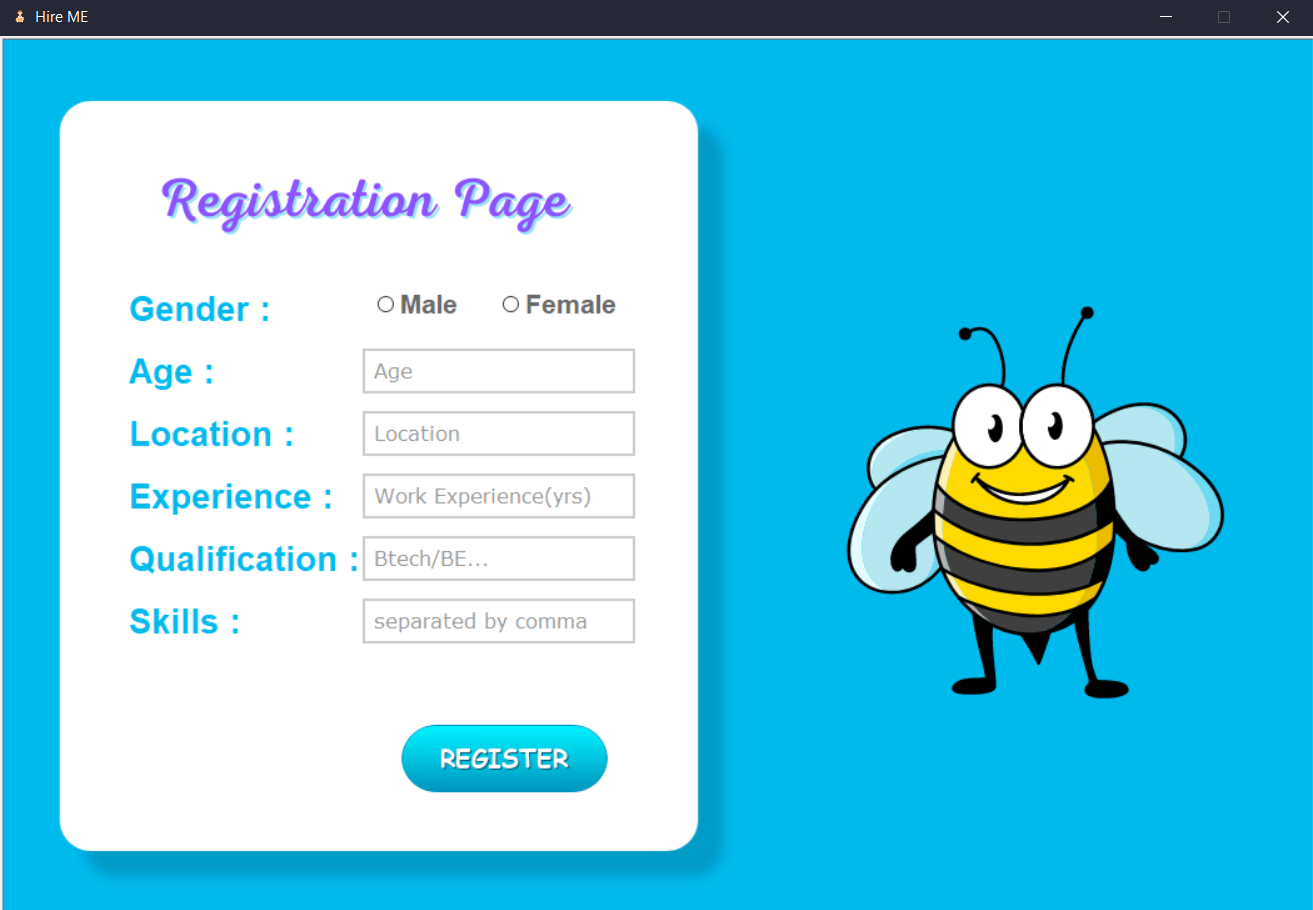 Hire ME
Registration Page
Gender : Male Female
Age : Age
Location : Location
Experience : Work Experience(yrs)
Qualification : Btech/BE...
Skills : separated by comma
REGISTER